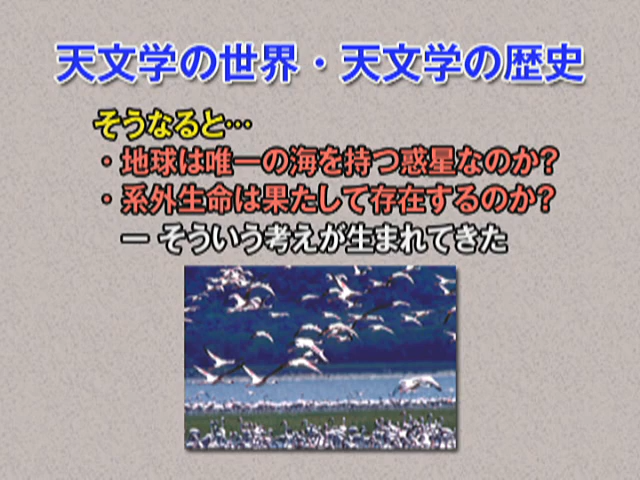 天文学の世界・天文学の歴史
そうなると…
・地球は唯一の海を持つ惑星なのか?
・系外生命は果たして存在するのか?
ー そういう考えが生まれてきた